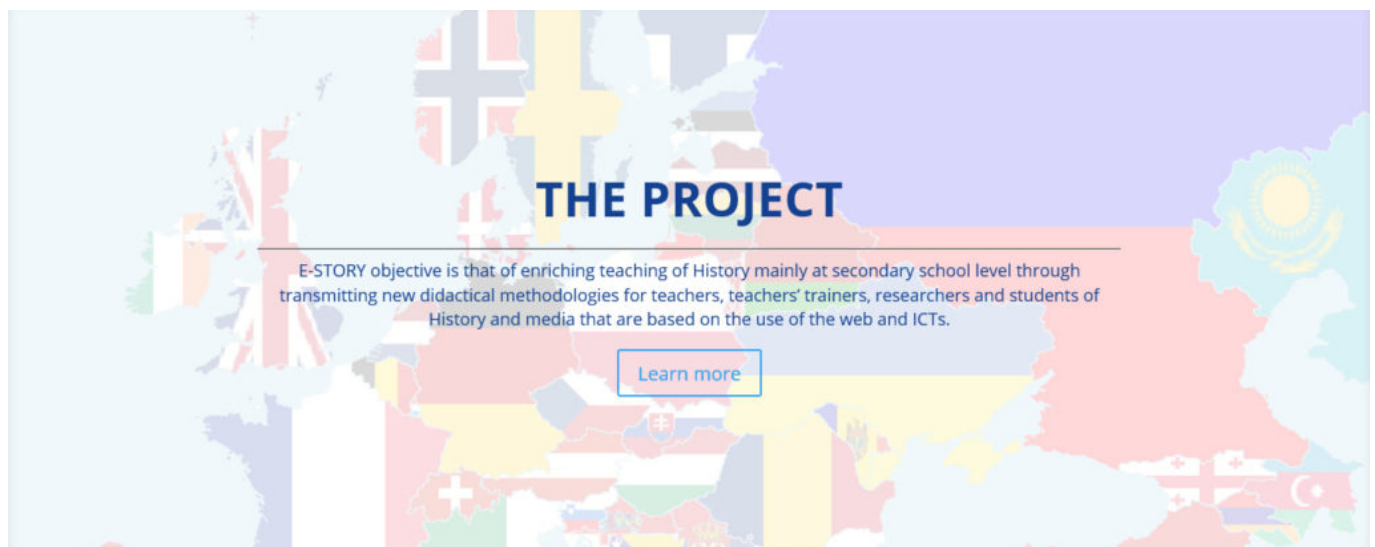 THE PROJECT
E-STORY objective is that of enriching teaching of History mainly at secondary school level through
transmitting new didactical methodologies for teachers, teachers’ trainers, researchers and students of
History and media that are based on the use of the web and ICTs.
Learn more